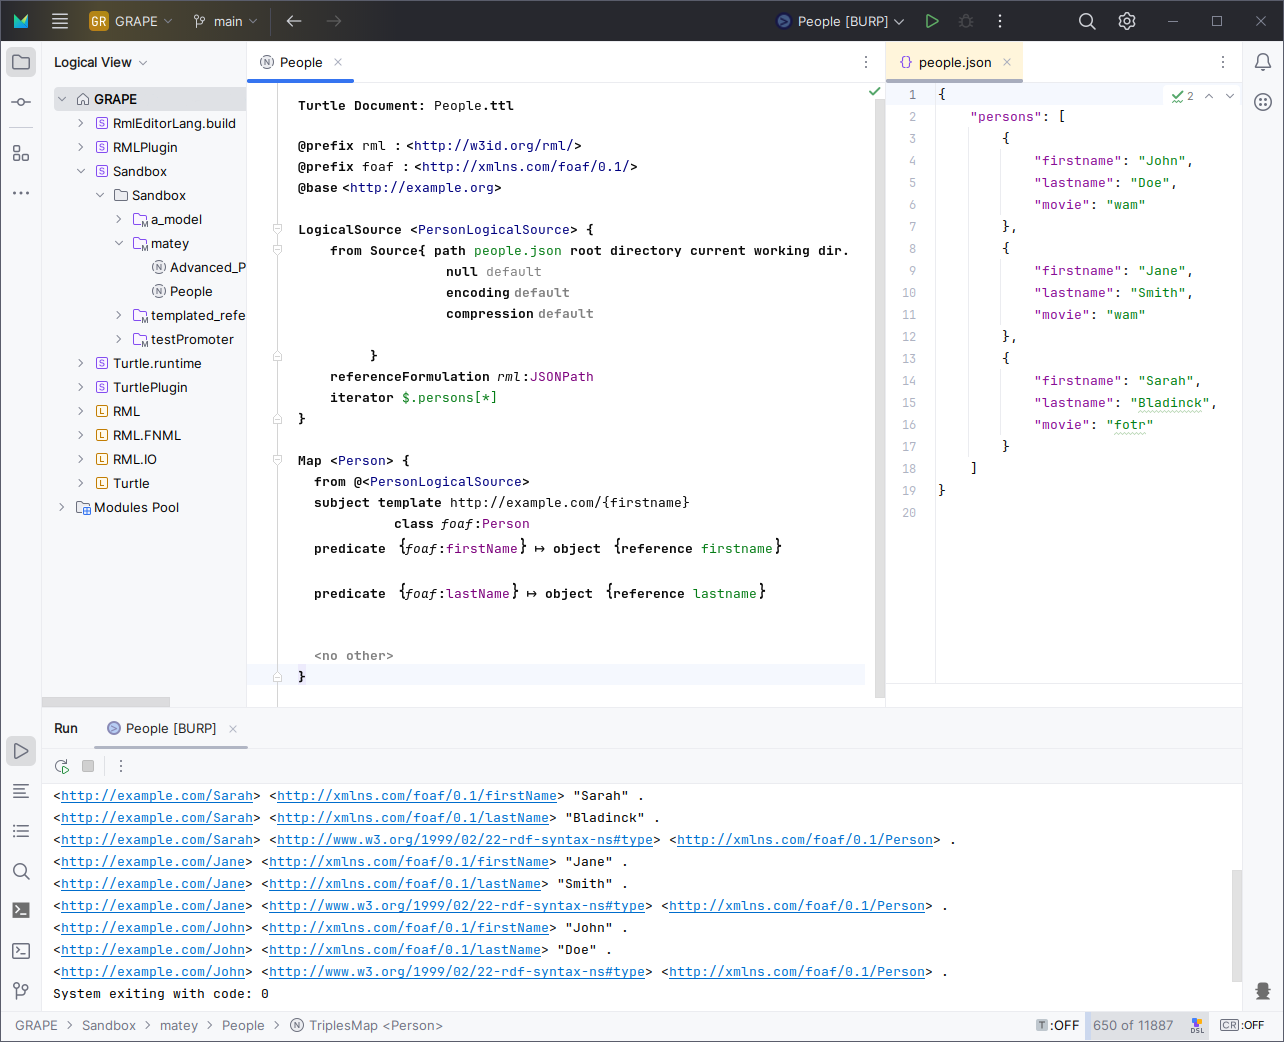 GR GRAPE main People [BURP]
Logical View
GRAPE
RmlEditorLang.build
RMLPlugin
Sandbox
Sandbox
a_model
matey
Advanced_P
People
templated_refe
testPromoter
Turtle.runtime
TurtlePlugin
RML
RML.FNML
RML.IO
Turtle
Modules Pool
People
Turtle Document: People.ttl
@prefix rml : <http://w3id.org/rml/>
@prefix foaf : <http://xmlns.com/foaf/0.1/>
@base <http://example.org>
LogicalSource <PersonLogicalSource> {
from Source{ path people.json root directory current working dir.
null default
encoding default
compression default
}
referenceFormulation rml:JSONPath
iterator $.persons[*]
}
Map <Person> {
from @<PersonLogicalSource>
subject template http://example.com/{firstname}
class foaf:Person
predicate {foaf:firstName} ↦ object {reference firstname}
predicate {foaf:lastName} ↦ object {reference lastname}
<no other>
}
{} people.json
2
1 {
2 "persons": [
3 {
4 "firstname": "John",
5 "lastname": "Doe",
6 "movie": "wam"
7 },
8 {
9 "firstname": "Jane",
10 "lastname": "Smith",
11 "movie": "wam"
12 },
13 {
14 "firstname": "Sarah",
15 "lastname": "Bladinck",
16 "movie": "fotr"
17 }
18 ]
19 }
20
Run People [BURP]
<http://example.com/Sarah> <http://xmlns.com/foaf/0.1/firstName> "Sarah" .
<http://example.com/Sarah> <http://xmlns.com/foaf/0.1/lastName> "Bladinck" .
<http://example.com/Sarah> <http://www.w3.org/1999/02/22-rdf-syntax-ns#type> <http://xmlns.com/foaf/0.1/Person> .
<http://example.com/Jane> <http://xmlns.com/foaf/0.1/firstName> "Jane" .
<http://example.com/Jane> <http://xmlns.com/foaf/0.1/lastName> "Smith" .
<http://example.com/Jane> <http://www.w3.org/1999/02/22-rdf-syntax-ns#type> <http://xmlns.com/foaf/0.1/Person> .
<http://example.com/John> <http://xmlns.com/foaf/0.1/firstName> "John" .
<http://example.com/John> <http://xmlns.com/foaf/0.1/lastName> "Doe" .
<http://example.com/John> <http://www.w3.org/1999/02/22-rdf-syntax-ns#type> <http://xmlns.com/foaf/0.1/Person> .
System exiting with code: 0
GRAPE > Sandbox > matey > People > TriplesMap <Person> T :OFF 650 of 11887 DSL CR :OFF